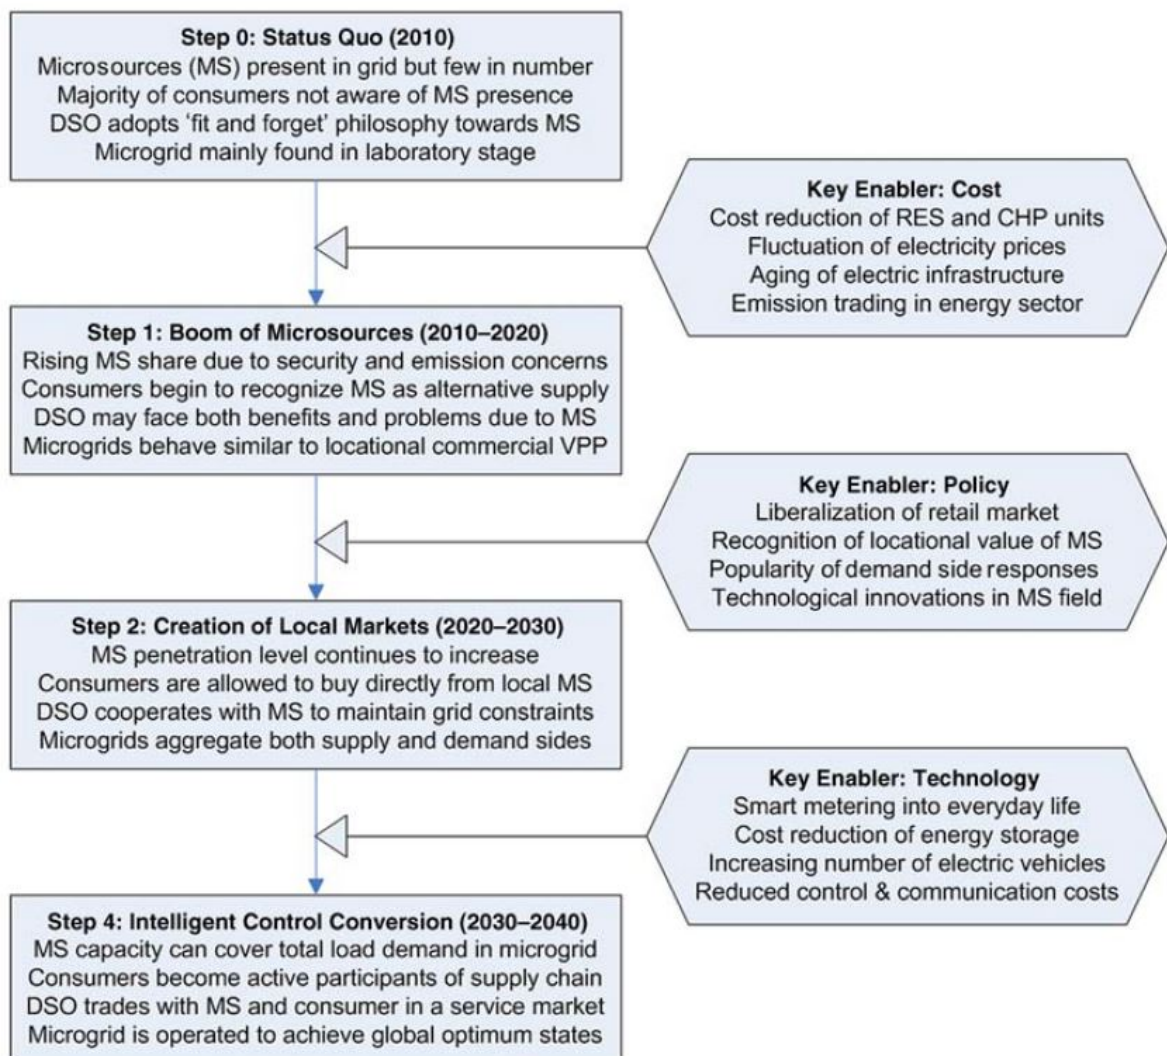 Step 0: Status Quo (2010)
Microsources (MS) present in grid but few in number
Majority of consumers not aware of MS presence
DSO adopts ‘fit and forget’ philosophy towards MS
Microgrid mainly found in laboratory stage
Key Enabler: Cost
Cost reduction of RES and CHP units
Fluctuation of electricity prices
Aging of electric infrastructure
Emission trading in energy sector
Step 1: Boom of Microsources (2010–2020)
Rising MS share due to security and emission concerns
Consumers begin to recognize MS as alternative supply
DSO may face both benefits and problems due to MS
Microgrids behave similar to locational commercial VPP
Key Enabler: Policy
Liberalization of retail market
Recognition of locational value of MS
Popularity of demand side responses
Technological innovations in MS field
Step 2: Creation of Local Markets (2020–2030)
MS penetration level continues to increase
Consumers are allowed to buy directly from local MS
DSO cooperates with MS to maintain grid constraints
Microgrids aggregate both supply and demand sides
Key Enabler: Technology
Smart metering into everyday life
Cost reduction of energy storage
Increasing number of electric vehicles
Reduced control & communication costs
Step 4: Intelligent Control Conversion (2030–2040)
MS capacity can cover total load demand in microgrid
Consumers become active participants of supply chain
DSO trades with MS and consumer in a service market
Microgrid is operated to achieve global optimum states